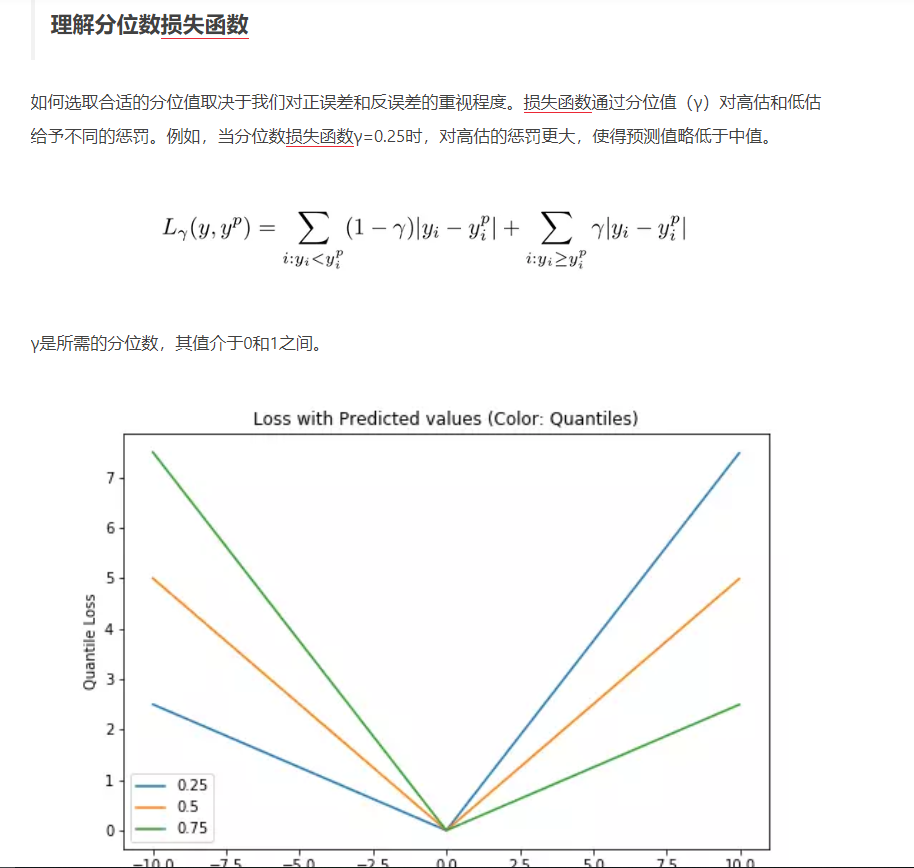 理解分位数损失函数
如何选取合适的分位值取决于我们对正误差和反误差的重视程度。损失函数通过分位值（γ）对高估和低估
给予不同的惩罚。例如，当分位数损失函数γ=0.25时，对高估的惩罚更大，使得预测值略低于中值。
L_γ(y, y^p) = ∑_{i:y_i<y_i^p} (1 − γ)|y_i − y_i^p| + ∑_{i:y_i≥y_i^p} γ|y_i − y_i^p|
γ是所需的分位数，其值介于0和1之间。
Loss with Predicted values (Color: Quantiles)
Quantile Loss
7
6
5
4
3
2
1
0
0.25
0.5
0.75
−10.0 −7.5 −5.0 −2.5 0.0 2.5 5.0 7.5 10.0